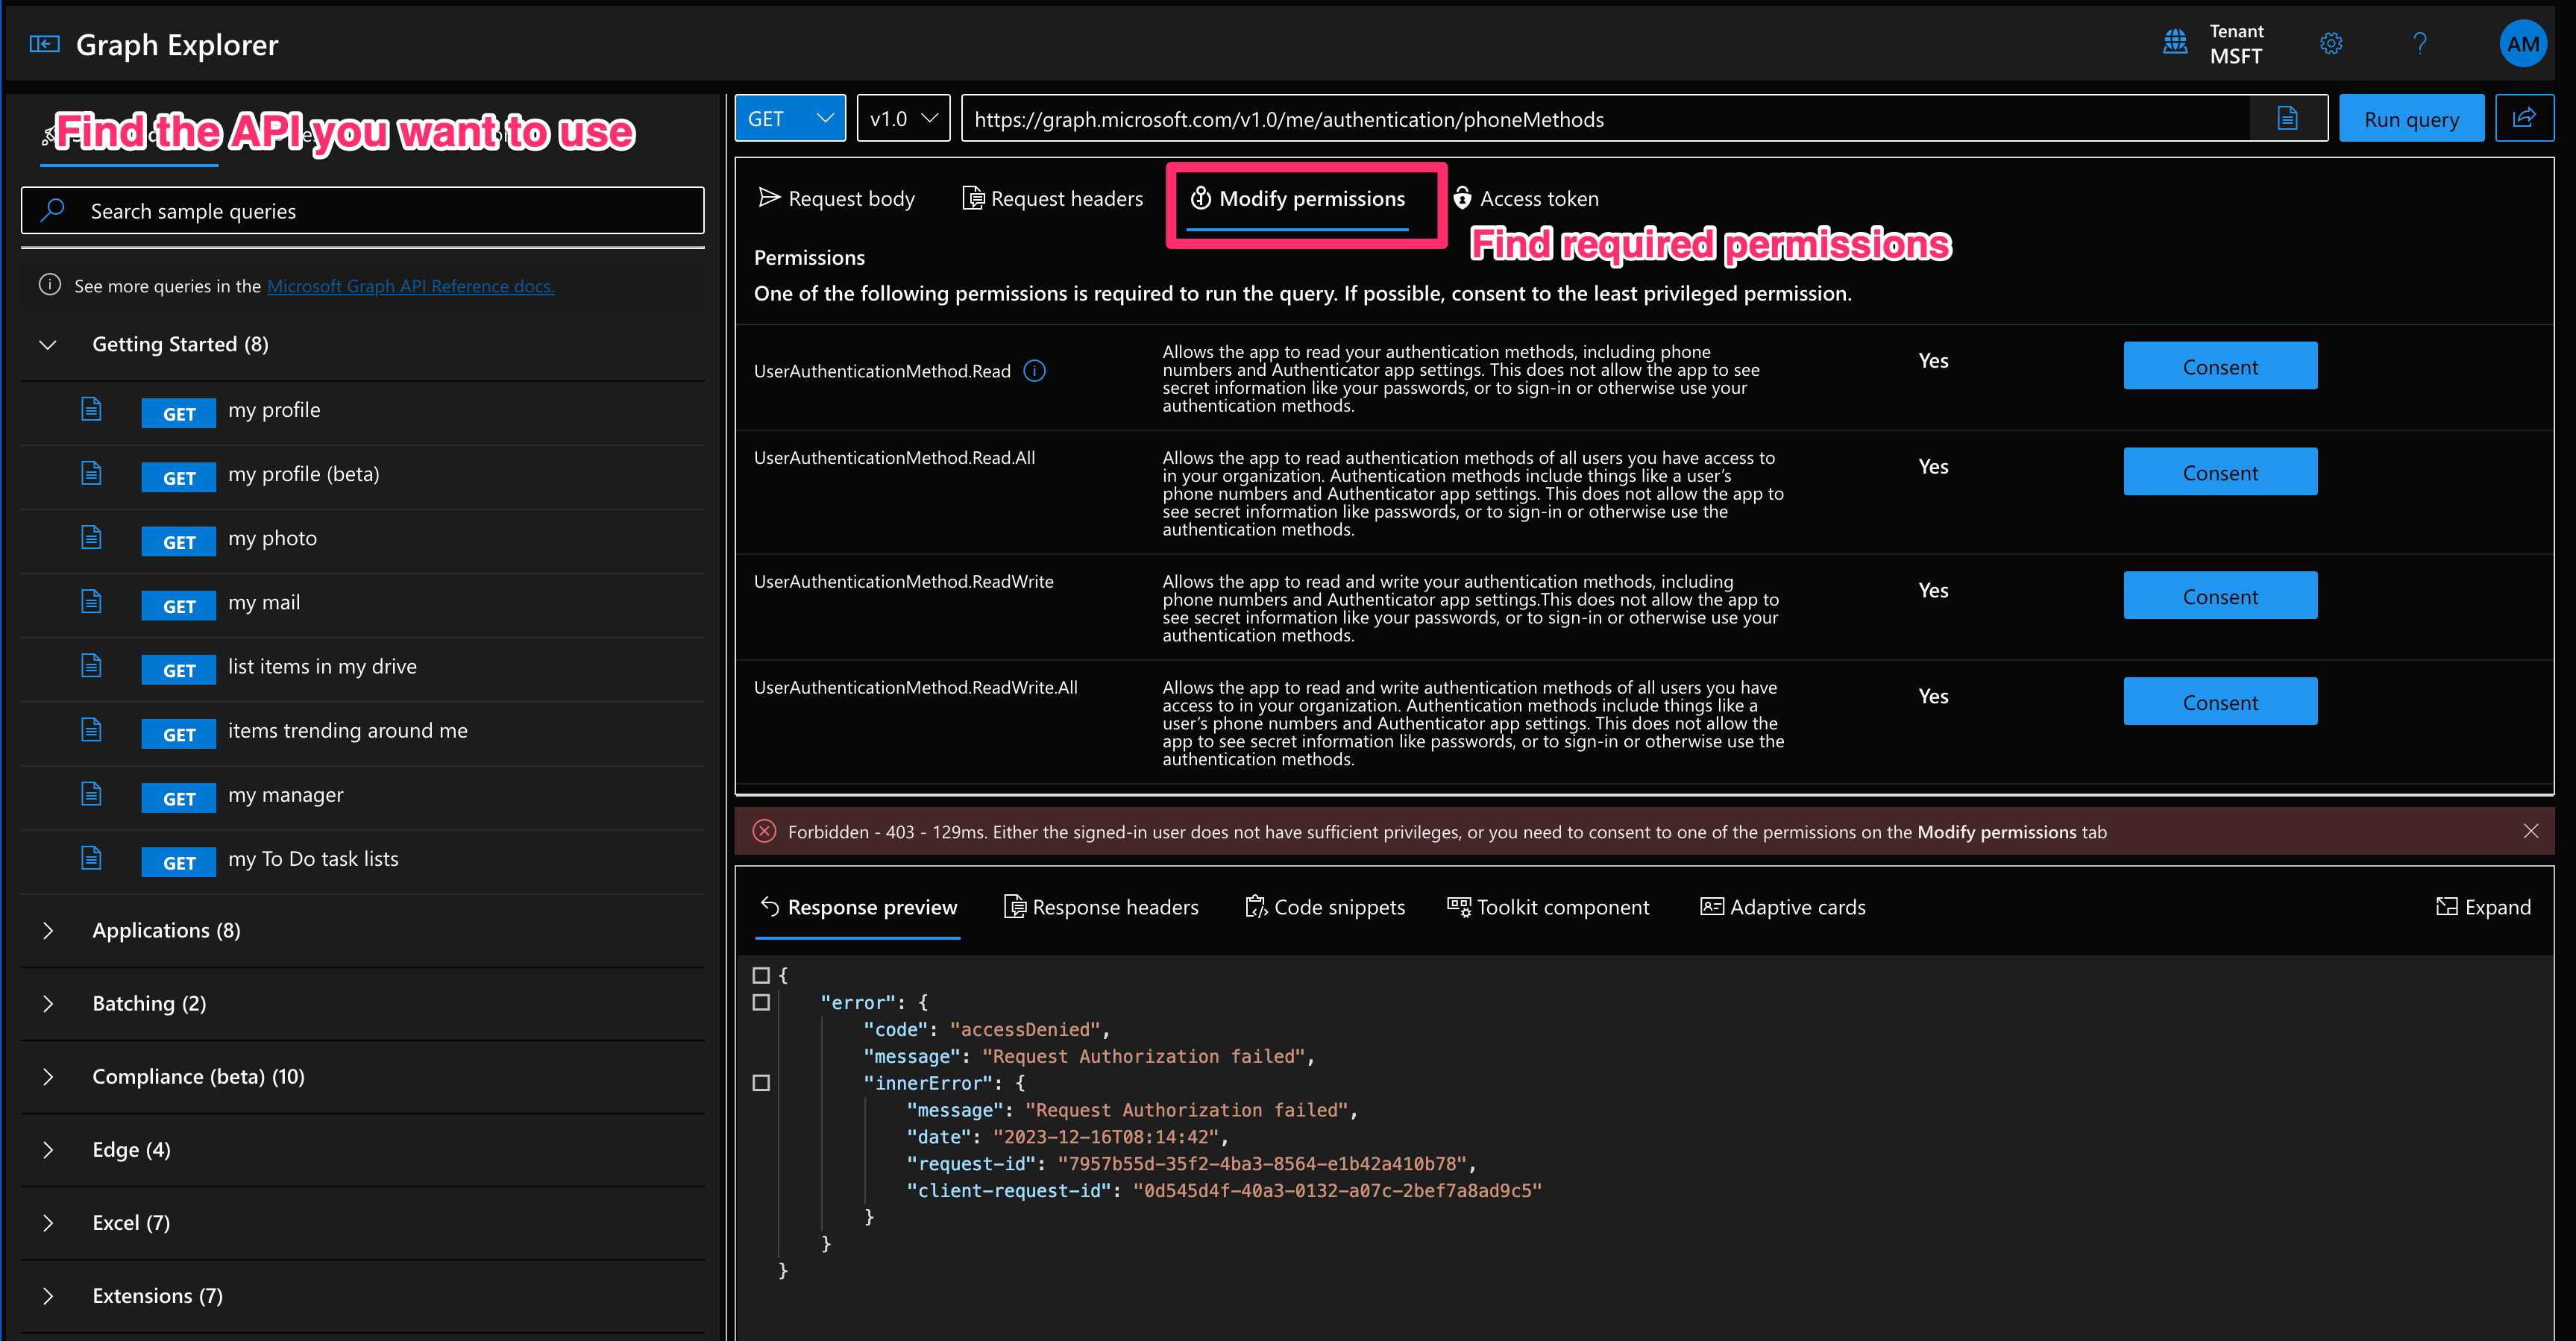 Graph Explorer
Tenant
MSFT
?
AM
Find the API you want to use
Search sample queries
See more queries in the Microsoft Graph API Reference docs.
Getting Started (8)
GET my profile
GET my profile (beta)
GET my photo
GET my mail
GET list items in my drive
GET items trending around me
GET my manager
GET my To Do task lists
Applications (8)
Batching (2)
Compliance (beta) (10)
Edge (4)
Excel (7)
Extensions (7)
GET
v1.0
https://graph.microsoft.com/v1.0/me/authentication/phoneMethods
Run query
Request body
Request headers
Modify permissions
Access token
Find required permissions
Permissions
One of the following permissions is required to run the query. If possible, consent to the least privileged permission.
UserAuthenticationMethod.Read
Allows the app to read your authentication methods, including phone
numbers and Authenticator app settings. This does not allow the app to see
secret information like your passwords, or to sign-in or otherwise use your
authentication methods.
Yes
Consent
UserAuthenticationMethod.Read.All
Allows the app to read authentication methods of all users you have access to
in your organization. Authentication methods include things like a user’s
phone numbers and Authenticator app settings. This does not allow the app to
see secret information like passwords, or to sign-in or otherwise use the
authentication methods.
Yes
Consent
UserAuthenticationMethod.ReadWrite
Allows the app to read and write your authentication methods, including
phone numbers and Authenticator app settings.This does not allow the app to
see secret information like your passwords, or to sign-in or otherwise use your
authentication methods.
Yes
Consent
UserAuthenticationMethod.ReadWrite.All
Allows the app to read and write authentication methods of all users you have
access to in your organization. Authentication methods include things like a
user’s phone numbers and Authenticator app settings. This does not allow the
app to see secret information like passwords, or to sign-in or otherwise use the
authentication methods.
Yes
Consent
Forbidden - 403 - 129ms. Either the signed-in user does not have sufficient privileges, or you need to consent to one of the permissions on the Modify permissions tab
Response preview
Response headers
Code snippets
Toolkit component
Adaptive cards
Expand
{
"error": {
"code": "accessDenied",
"message": "Request Authorization failed",
"innerError": {
"message": "Request Authorization failed",
"date": "2023-12-16T08:14:42",
"request-id": "7957b55d-35f2-4ba3-8564-e1b42a410b78",
"client-request-id": "0d545d4f-40a3-0132-a07c-2bef7a8ad9c5"
}
}
}